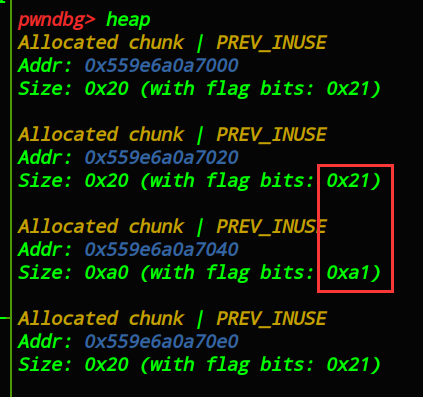 pwndbg> heap
Allocated chunk | PREV_INUSE
Addr: 0x559e6a0a7000
Size: 0x20 (with flag bits: 0x21)
Allocated chunk | PREV_INUSE
Addr: 0x559e6a0a7020
Size: 0x20 (with flag bits: 0x21)
Allocated chunk | PREV_INUSE
Addr: 0x559e6a0a7040
Size: 0xa0 (with flag bits: 0xa1)
Allocated chunk | PREV_INUSE
Addr: 0x559e6a0a70e0
Size: 0x20 (with flag bits: 0x21)